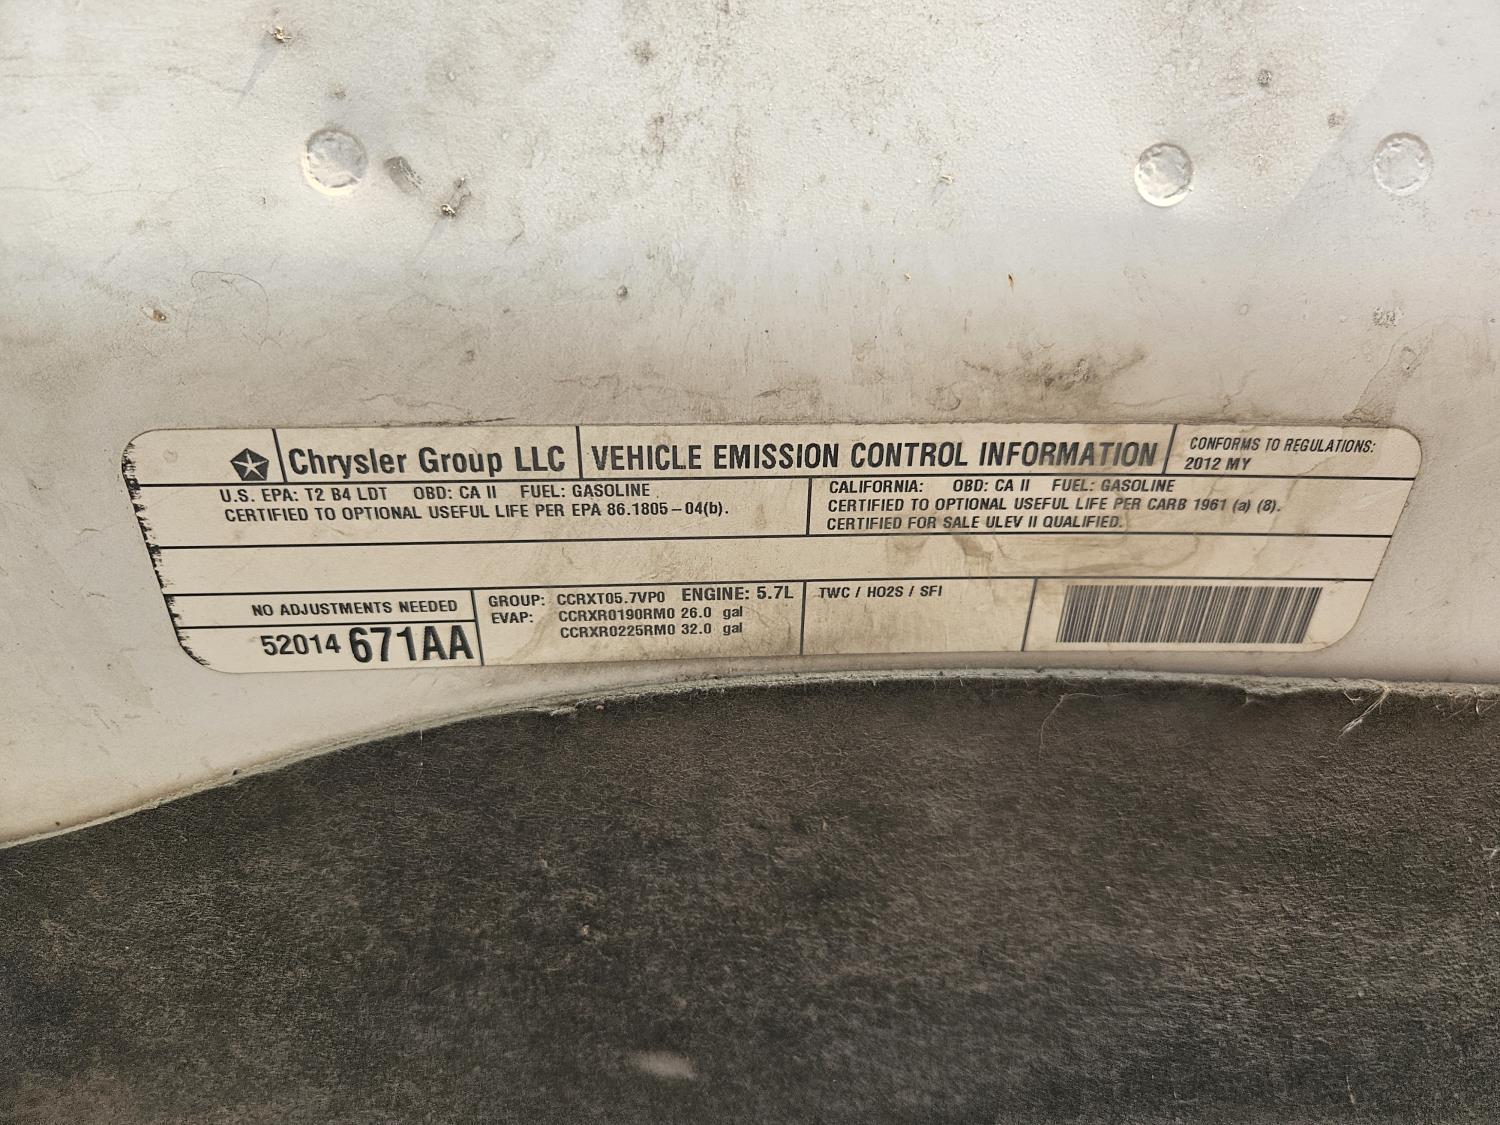 Chrysler Group LLC
VEHICLE EMISSION CONTROL INFORMATION
CONFORMS TO REGULATIONS:
2012 MY
U.S. EPA: T2 B4 LDT OBD: CA II FUEL: GASOLINE
CERTIFIED TO OPTIONAL USEFUL LIFE PER EPA 86.1805-04(b).
CALIFORNIA: OBD: CA II FUEL: GASOLINE
CERTIFIED TO OPTIONAL USEFUL LIFE PER CARB 1961 (a) (8).
CERTIFIED FOR SALE ULEV II QUALIFIED.
NO ADJUSTMENTS NEEDED
52014 671AA
GROUP: CCRXT05.7VP0 ENGINE: 5.7L
EVAP: CCRXR0190RM0 26.0 gal
CCRXR0225RM0 32.0 gal
TWC / HO2S / SFI